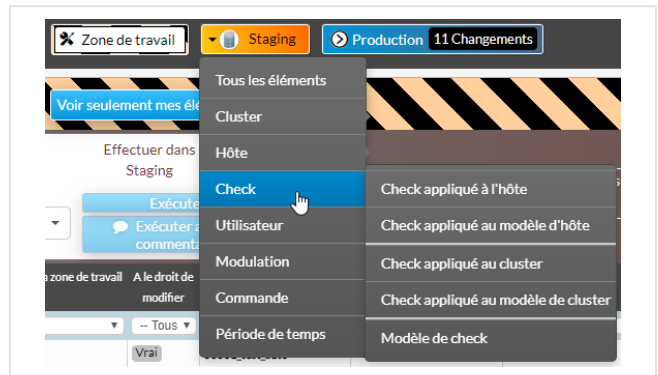 Zone de travail
Staging
Production 11 Changements
Voir seulement mes élé
Tous les éléments
Cluster
Effectuer dans
Staging
Hôte
Exécute
Check
Check appliqué à l'hôte
Exécuter a
commenta
Utilisateur
Check appliqué au modèle d'hôte
Modulation
Check appliqué au cluster
a zone de travail
A le droit de
modifier
Commande
Check appliqué au modèle de cluster
-- Tous
Période de temps
Modèle de check
Vrai